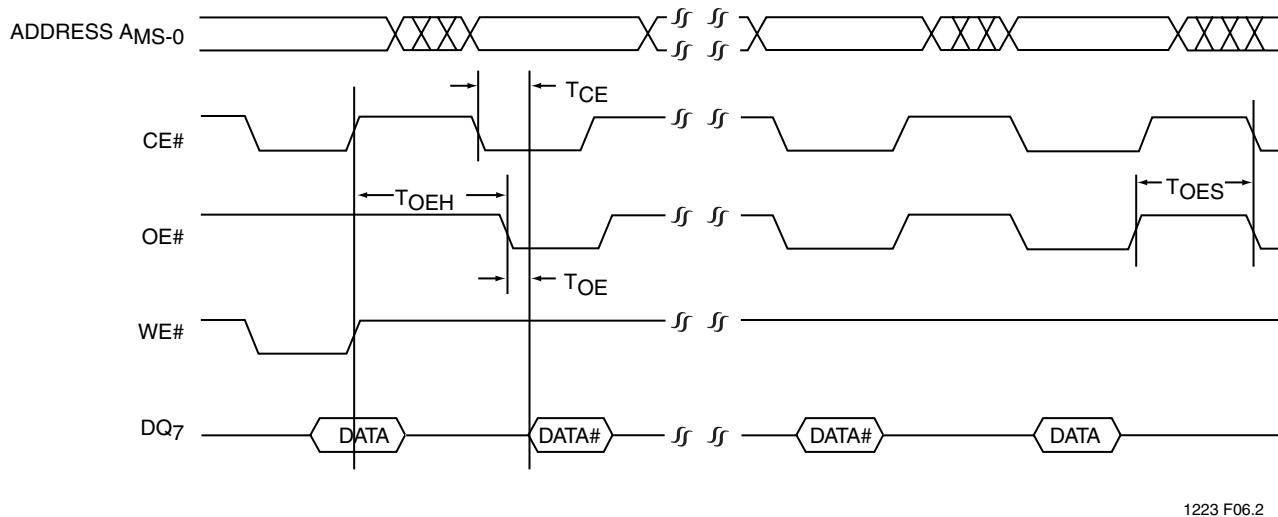 ADDRESS AMS-0
TCE
CE#
TOEH
TOES
OE#
TOE
WE#
DQ7
DATA
DATA#
DATA#
DATA
1223 F06.2